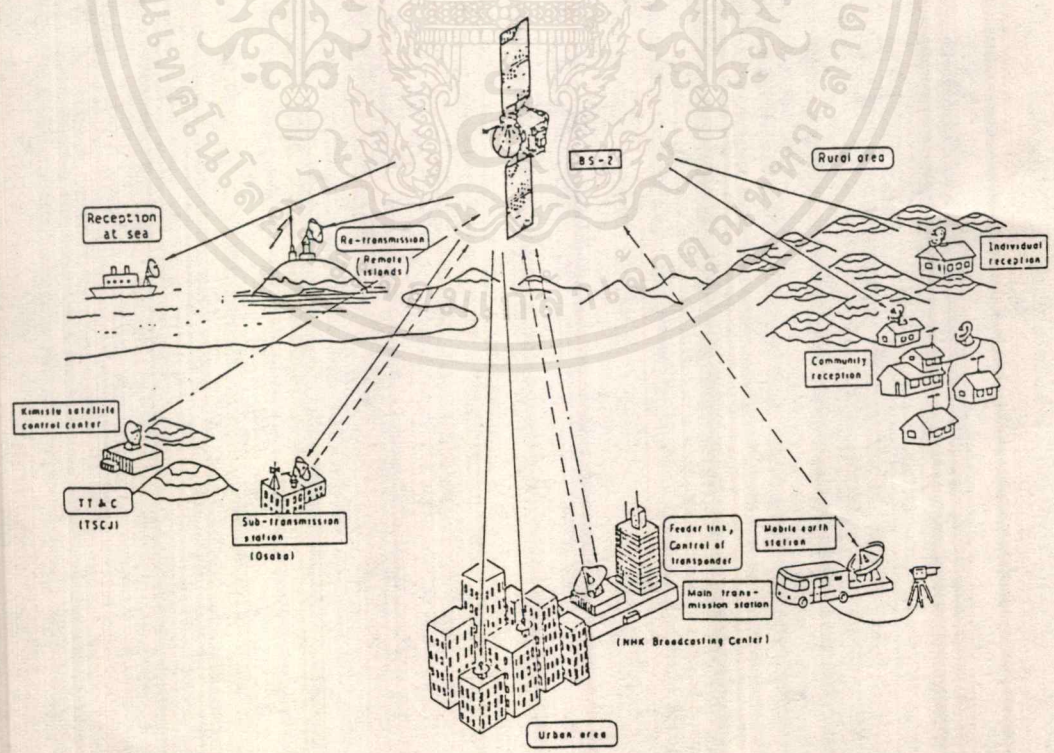 BS-2
Rural area
Reception
at sea
Re-transmission
(Remote
islands)
Individual
reception
Community
reception
Kimistu satellite
control center
TT & C
(TSCJ)
Sub-transmission
station
(Osaka)
Feeder link,
Control of
transponder
Mobile earth
station
Main trans-
mission station
(NHK Broadcasting Center)
Urban area